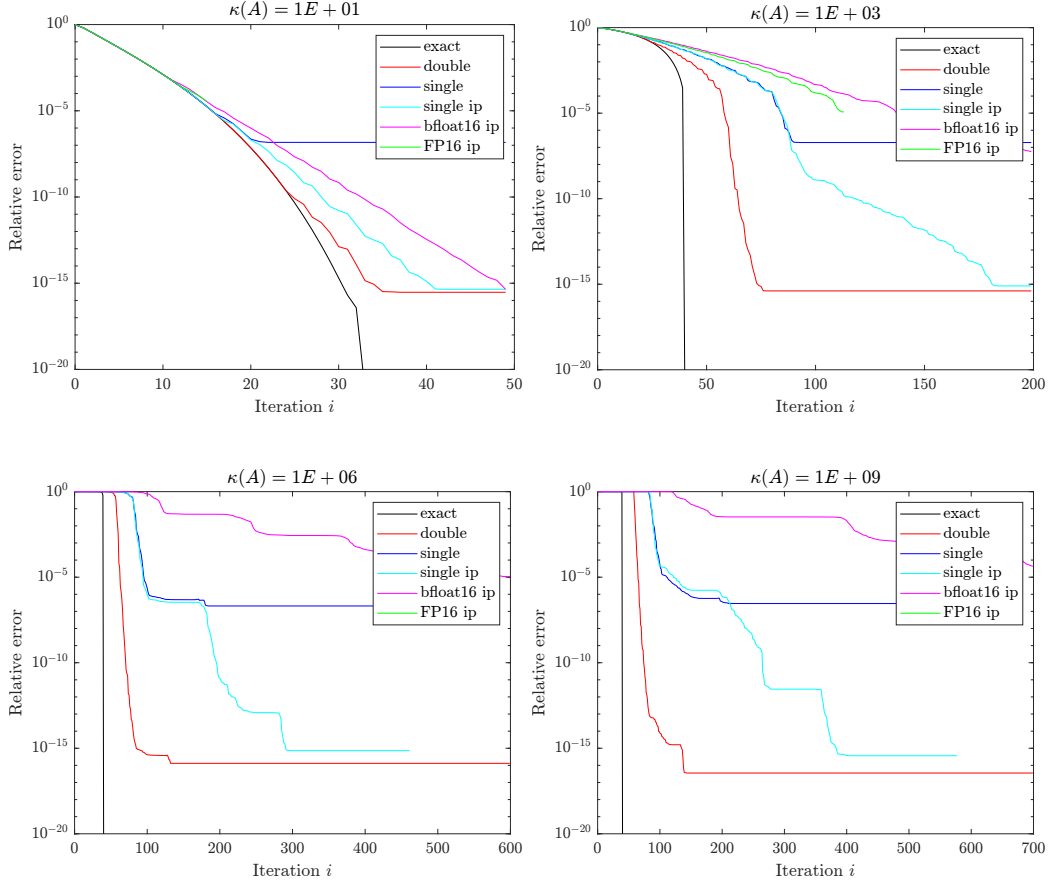 κ(A) = 1E + 01
Relative error
10^0
10^-5
10^-10
10^-15
10^-20
exact
double
single
single ip
bfloat16 ip
FP16 ip
0 10 20 30 40 50
Iteration i
κ(A) = 1E + 03
Relative error
10^0
10^-5
10^-10
10^-15
10^-20
exact
double
single
single ip
bfloat16 ip
FP16 ip
0 50 100 150 200
Iteration i
κ(A) = 1E + 06
Relative error
10^0
10^-5
10^-10
10^-15
10^-20
exact
double
single
single ip
bfloat16 ip
FP16 ip
0 100 200 300 400 500 600
Iteration i
κ(A) = 1E + 09
Relative error
10^0
10^-5
10^-10
10^-15
10^-20
exact
double
single
single ip
bfloat16 ip
FP16 ip
0 100 200 300 400 500 600 700
Iteration i